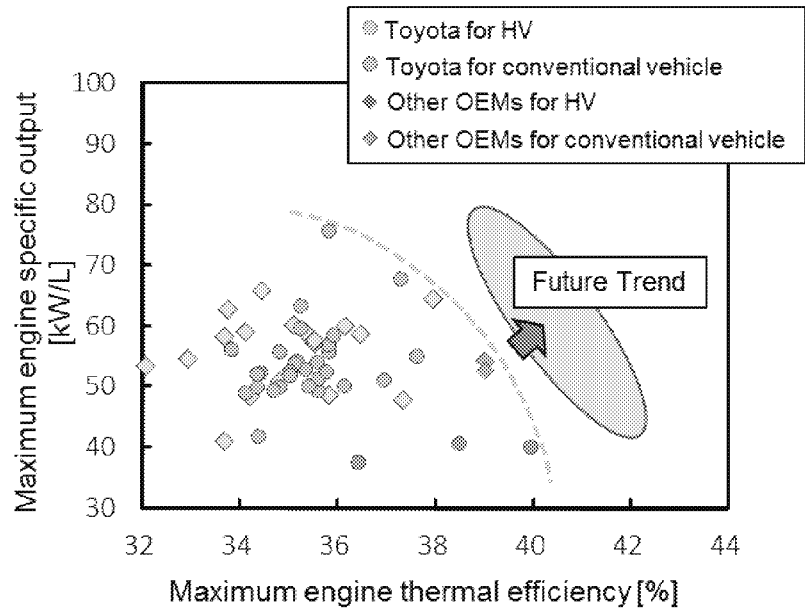 Toyota for HV
Toyota for conventional vehicle
Other OEMs for HV
Other OEMs for conventional vehicle
Maximum engine specific output
[kW/L]
100
90
80
70
60
50
40
30
Future Trend
32 34 36 38 40 42 44
Maximum engine thermal efficiency [%]